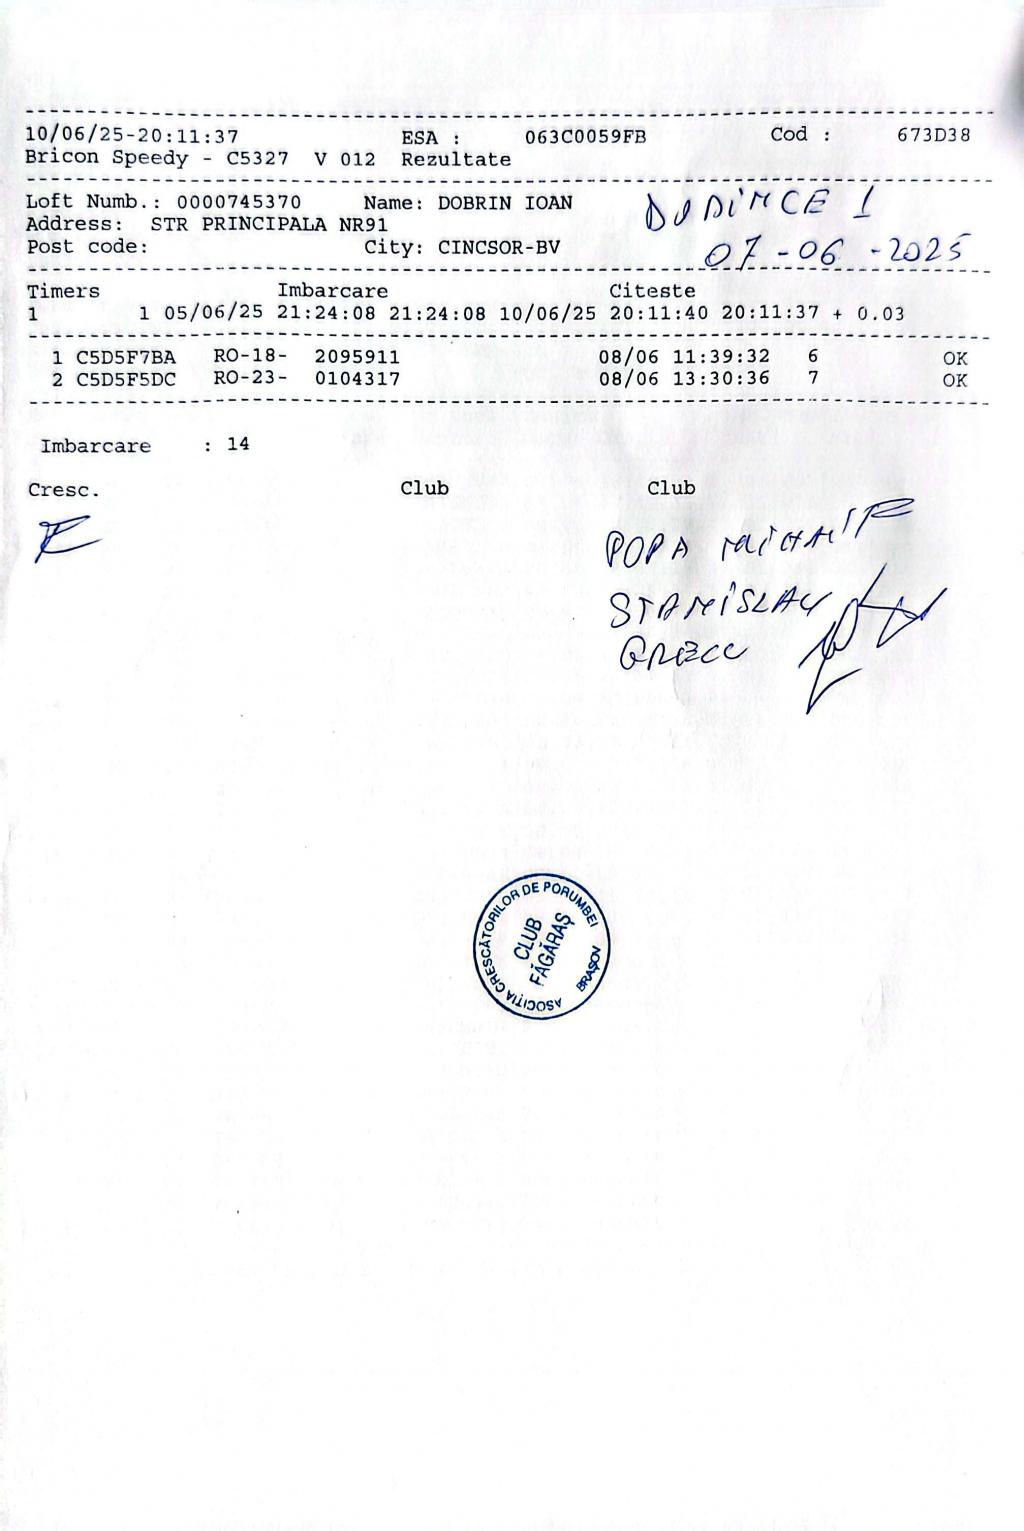 10/06/25-20:11:37 ESA : 063C0059FB Cod : 673D38
Bricon Speedy - C5327 V 012 Rezultate
Loft Numb.: 0000745370 Name: DOBRIN IOAN
Address: STR PRINCIPALA NR91
Post code: City: CINCSOR-BV
DUDINCE 1
07-06-2025
Timers Imbarcare Citeste
1 1 05/06/25 21:24:08 21:24:08 10/06/25 20:11:40 20:11:37 + 0.03
1 C5D5F7BA RO-18- 2095911 08/06 11:39:32 6 OK
2 C5D5F5DC RO-23- 0104317 08/06 13:30:36 7 OK
Imbarcare : 14
Cresc. Club Club
POPA MIHAI
STANISLAV
GRECU
ASOCIȚIA CRESCĂTORILOR DE PORUMBEI
CLUB
FĂGĂRAȘ
BRAȘOV